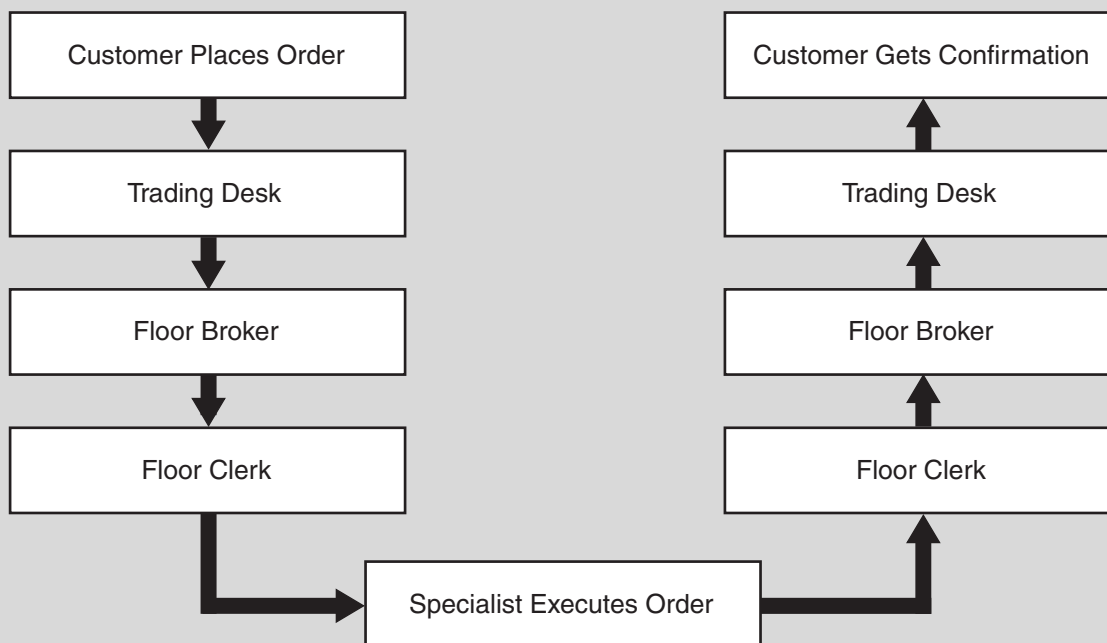 Customer Places Order
Trading Desk
Floor Broker
Floor Clerk
Specialist Executes Order
Floor Clerk
Floor Broker
Trading Desk
Customer Gets Confirmation